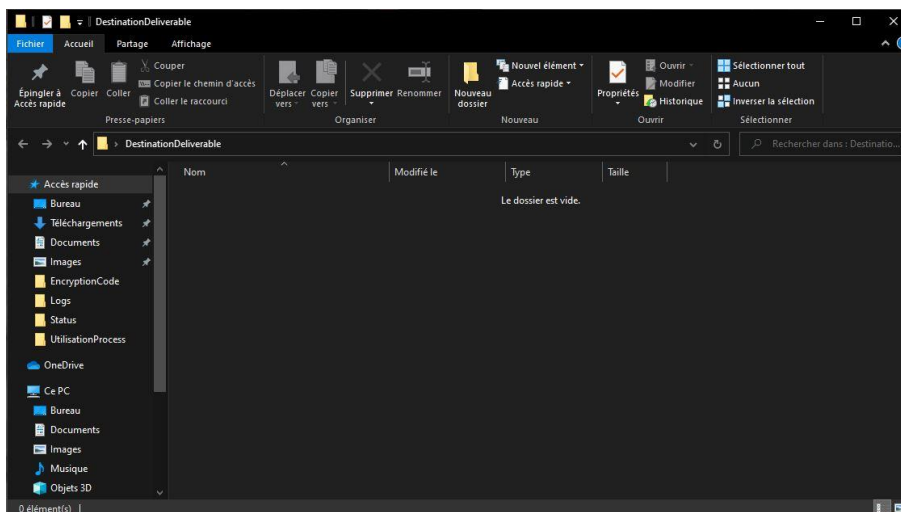 DestinationDeliverable
Fichier Accueil Partage Affichage
Épingler à Accès rapide
Copier
Coller
Couper
Copier le chemin d'accès
Coller le raccourci
Presse-papiers
Déplacer vers
Copier vers
Supprimer
Renommer
Organiser
Nouveau dossier
Nouvel élément
Accès rapide
Nouveau
Propriétés
Ouvrir
Modifier
Historique
Ouvrir
Sélectionner tout
Aucun
Inverser la sélection
Sélectionner
DestinationDeliverable
Rechercher dans : Destinatio...
Nom Modifié le Type Taille
Le dossier est vide.
Accès rapide
Bureau
Téléchargements
Documents
Images
EncryptionCode
Logs
Status
UtilisationProcess
OneDrive
Ce PC
Bureau
Documents
Images
Musique
Objets 3D
0 élément(s)